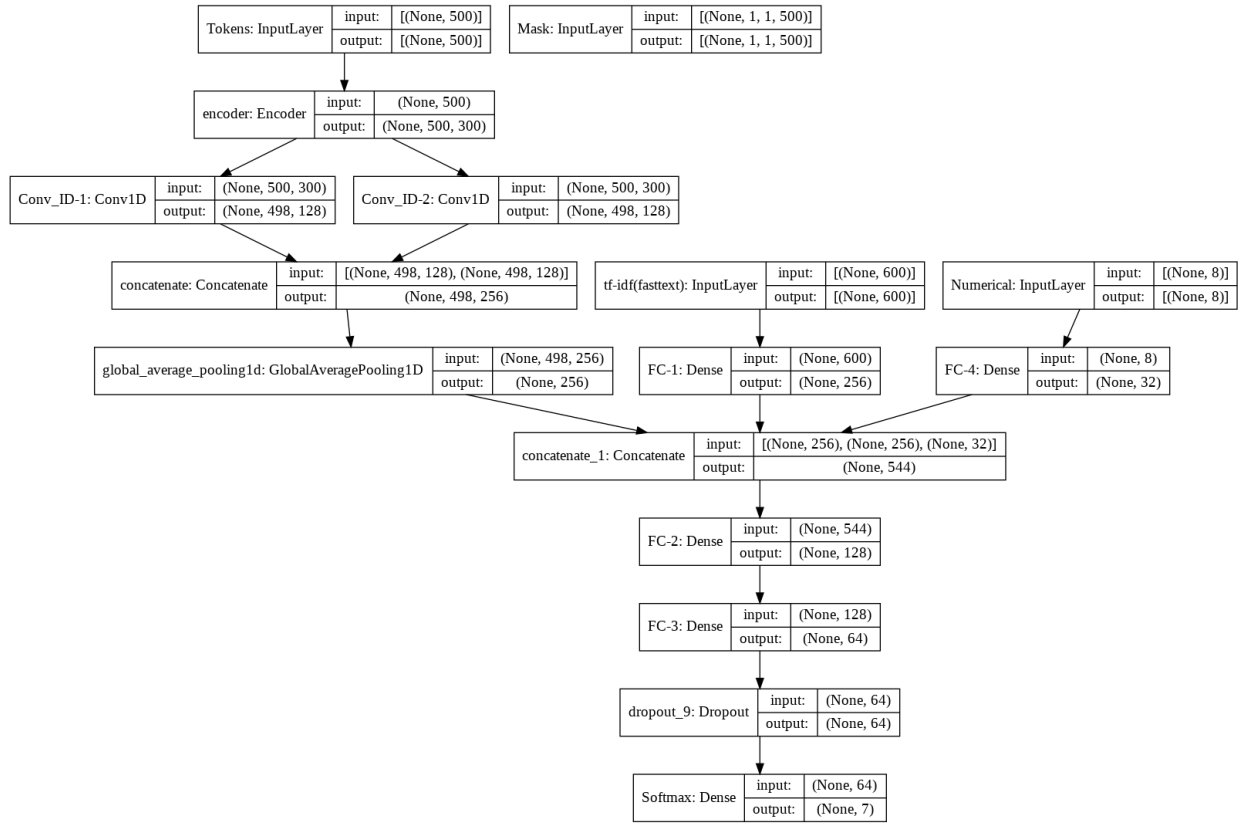 Tokens: InputLayer input: [(None, 500)]
output: [(None, 500)]
Mask: InputLayer input: [(None, 1, 1, 500)]
output: [(None, 1, 1, 500)]
encoder: Encoder input: (None, 500)
output: (None, 500, 300)
Conv_ID-1: Conv1D input: (None, 500, 300)
output: (None, 498, 128)
Conv_ID-2: Conv1D input: (None, 500, 300)
output: (None, 498, 128)
concatenate: Concatenate input: [(None, 498, 128), (None, 498, 128)]
output: (None, 498, 256)
tf-idf(fasttext): InputLayer input: [(None, 600)]
output: [(None, 600)]
Numerical: InputLayer input: [(None, 8)]
output: [(None, 8)]
global_average_pooling1d: GlobalAveragePooling1D input: (None, 498, 256)
output: (None, 256)
FC-1: Dense input: (None, 600)
output: (None, 256)
FC-4: Dense input: (None, 8)
output: (None, 32)
concatenate_1: Concatenate input: [(None, 256), (None, 256), (None, 32)]
output: (None, 544)
FC-2: Dense input: (None, 544)
output: (None, 128)
FC-3: Dense input: (None, 128)
output: (None, 64)
dropout_9: Dropout input: (None, 64)
output: (None, 64)
Softmax: Dense input: (None, 64)
output: (None, 7)